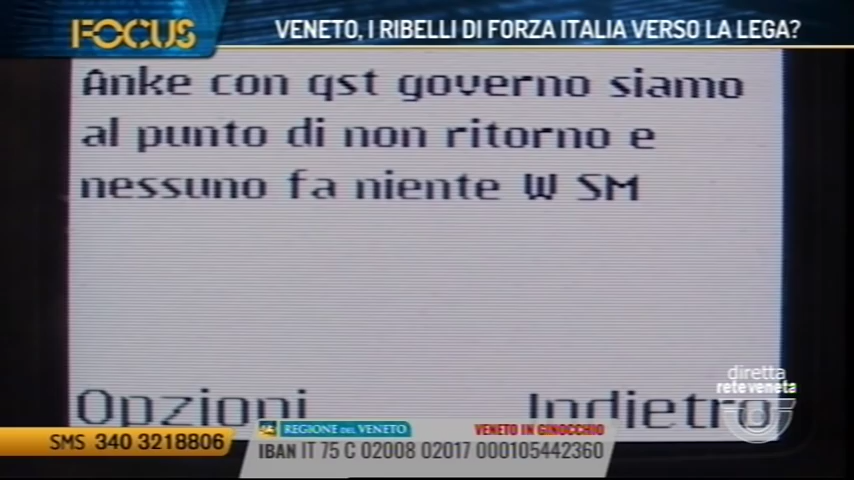 FOCUS
VENETO, I RIBELLI DI FORZA ITALIA VERSO LA LEGA?
Anke con qst governo siamo
al punto di non ritorno e
nessuno fa niente W SM
Opzioni Indietro
diretta
reteveneta
SMS 340 3218806
REGIONE DEL VENETO
VENETO IN GINOCCHIO
IBAN IT 75 C 02008 02017 000105442360